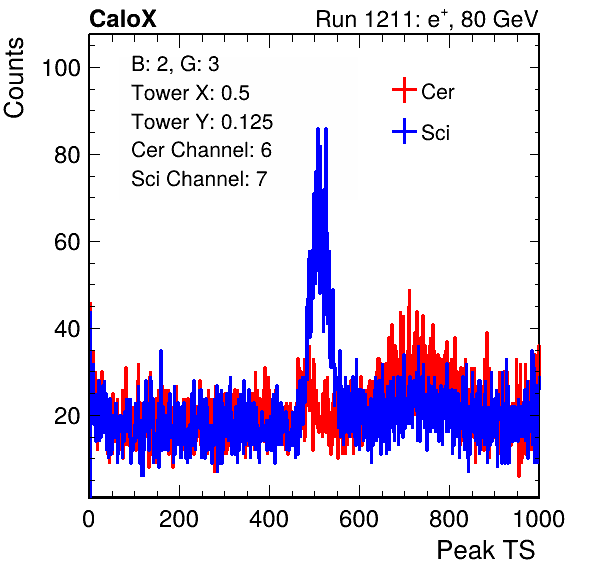 CaloX Run 1211: e⁺, 80 GeV
B: 2, G: 3
Tower X: 0.5
Tower Y: 0.125
Cer Channel: 6
Sci Channel: 7
Cer
Sci
Counts
100
80
60
40
20
0 200 400 600 800 1000
Peak TS